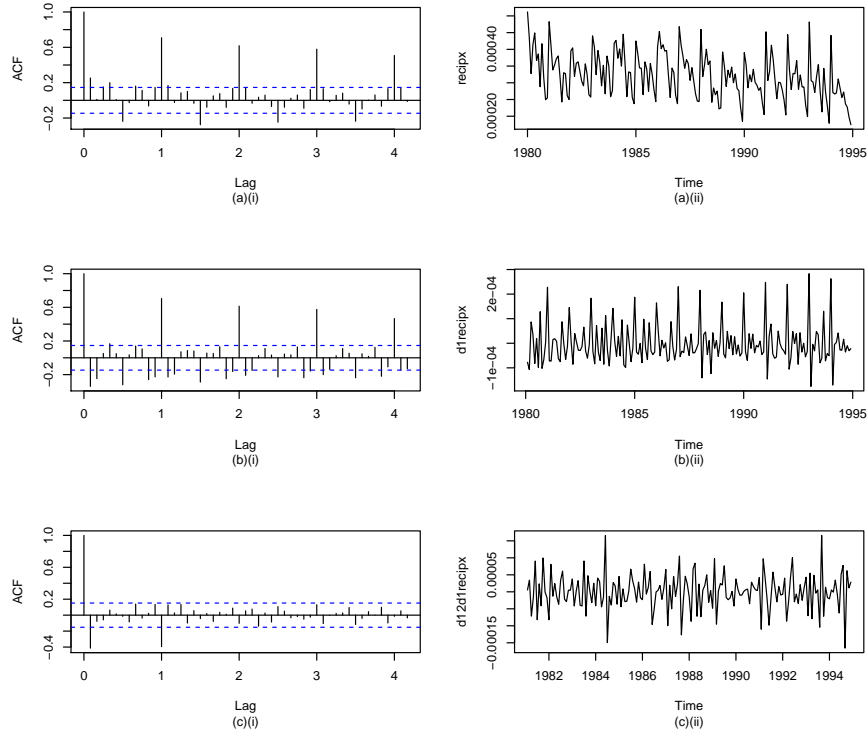 ACF
1.0
0.6
0.2
−0.2
0 1 2 3 4
Lag
(a)(i)
recipx
0.00040
0.00020
1980 1985 1990 1995
Time
(a)(ii)
ACF
1.0
0.6
0.2
−0.2
0 1 2 3 4
Lag
(b)(i)
d1recipx
2e−04
−1e−04
1980 1985 1990 1995
Time
(b)(ii)
ACF
1.0
0.6
0.2
−0.4
0 1 2 3 4
Lag
(c)(i)
d12d1recipx
0.00005
−0.00015
1982 1984 1986 1988 1990 1992 1994
Time
(c)(ii)